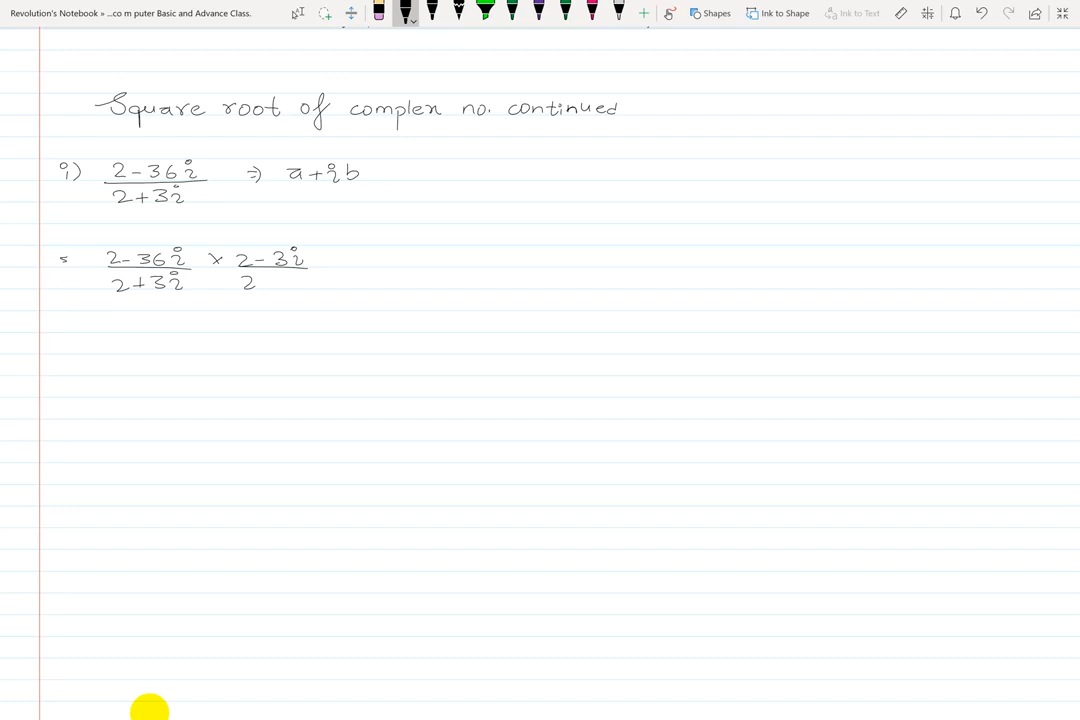 Revolution's Notebook » ...co m puter Basic and Advance Class. Shapes Ink to Shape Ink to Text
Square root of complex no. continued
i) 2-36i / 2+3i => a+ib
= 2-36i / 2+3i × 2-3i / 2